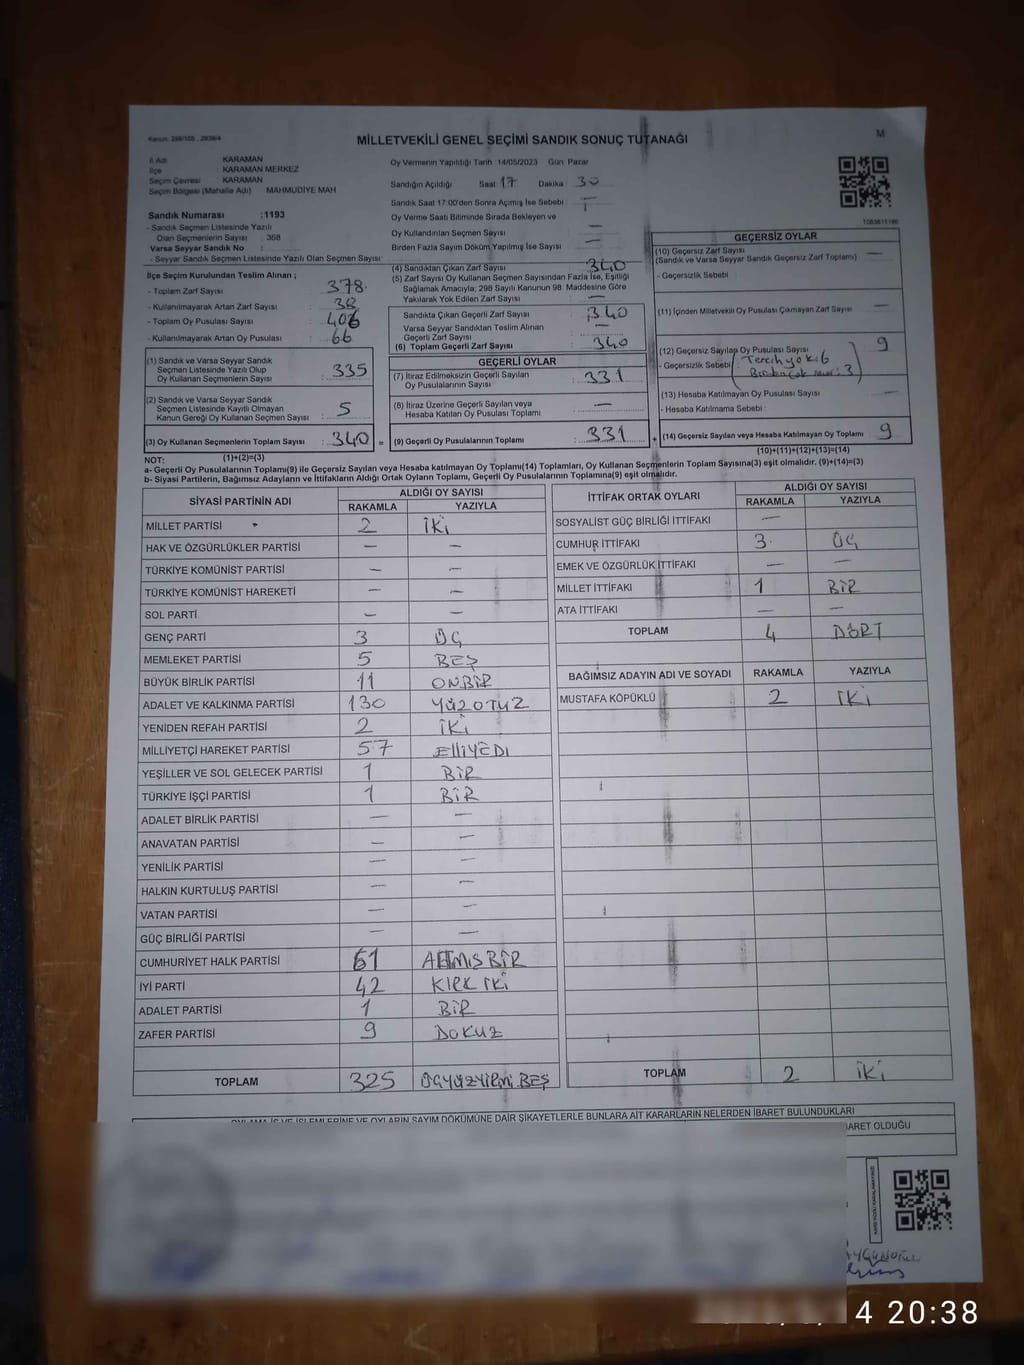 MİLLETVEKİLİ GENEL SEÇİMİ SANDIK SONUÇ TUTANAĞI
M
İl Adı KARAMAN
İlçe KARAMAN MERKEZ
Seçim Çevresi KARAMAN
Seçim Bölgesi (Mahalle Adı) MAHMUDİYE MAH
Sandık Numarası :1193
- Sandık Seçmen Listesinde Yazılı
Olan Seçmenlerin Sayısı : 368
Varsa Seyyar Sandık No :
- Seyyar Sandık Seçmen Listesinde Yazılı Olan Seçmen Sayısı :
İlçe Seçim Kurulundan Teslim Alınan ;
- Toplam Zarf Sayısı 378
- Kullanılmayarak Artan Zarf Sayısı 38
- Toplam Oy Pusulası Sayısı 406
- Kullanılmayarak Artan Oy Pusulası 66
(1) Sandık ve Varsa Seyyar Sandık
Seçmen Listesinde Yazılı Olup
Oy Kullanan Seçmenlerin Sayısı : 335
(2) Sandık ve Varsa Seyyar Sandık
Seçmen Listesinde Kayıtlı Olmayan
Kanun Gereği Oy Kullanan Seçmen Sayısı : 5
(3) Oy Kullanan Seçmenlerin Toplam Sayısı : 340 =
(1)+(2)=(3)
Oy Vermenin Yapıldığı Tarih 14/05/2023 Gün Pazar
Sandığın Açıldığı Saat 17 Dakika 30
Sandık Saat 17:00'den Sonra Açımış İse Sebebi : —
Oy Verme Saati Bitiminde Sırada Bekleyen ve
Oy Kullandırılan Seçmen Sayısı : —
Birden Fazla Sayım Döküm Yapılmış İse Sayısı : —
(4) Sandıktan Çıkan Zarf Sayısı 340
(5) Zarf Sayısı Oy Kullanan Seçmen Sayısından Fazla İse, Eşitliği
Sağlamak Amacıyla; 298 Sayılı Kanunun 98. Maddesine Göre
Yakılarak Yok Edilen Zarf Sayısı : —
Sandıkta Çıkan Geçerli Zarf Sayısı : 340
Varsa Seyyar Sandıktan Teslim Alınan
Geçerli Zarf Sayısı : —
(6) Toplam Geçerli Zarf Sayısı : 340
GEÇERLİ OYLAR
(7) İtiraz Edilmeksizin Geçerli Sayılan
Oy Pusulalarının Sayısı : 331
(8) İtiraz Üzerine Geçerli Sayılan veya
Hesaba Katılan Oy Pusulası Toplamı : —
(9) Geçerli Oy Pusulalarının Toplamı : 331 +
GEÇERSİZ OYLAR
(10) Geçersiz Zarf Sayısı
(Sandık ve Varsa Seyyar Sandık Geçersiz Zarf Toplamı) : —
- Geçersizlik Sebebi :
(11) İçinden Milletvekili Oy Pusulası Çıkmayan Zarf Sayısı —
(12) Geçersiz Sayılan Oy Pusulası Sayısı 9
- Geçersizlik Sebebi : Tercih yok: 6
3
(13) Hesaba Katılmayan Oy Pusulası Sayısı : —
- Hesaba Katılmama Sebebi :
(14) Geçersiz Sayılan veya Hesaba Katılmayan Oy Toplamı 9
(10)+(11)+(12)+(13)=(14)
NOT:
a- Geçerli Oy Pusulalarının Toplamı(9) ile Geçersiz Sayılan veya Hesaba katılmayan Oy Toplamı(14) Toplamları, Oy Kullanan Seçmenlerin Toplam Sayısına(3) eşit olmalıdır. (9)+(14)=(3)
b- Siyasi Partilerin, Bağımsız Adayların ve İttifakların Aldığı Ortak Oyların Toplamı, Geçerli Oy Pusulalarının Toplamına(9) eşit olmalıdır.
SİYASİ PARTİNİN ADI ALDIĞI OY SAYISI
RAKAMLA YAZIYLA
MİLLET PARTİSİ 2 İKİ
HAK VE ÖZGÜRLÜKLER PARTİSİ — —
TÜRKİYE KOMÜNİST PARTİSİ — —
TÜRKİYE KOMÜNİST HAREKETİ — —
SOL PARTİ — —
GENÇ PARTİ 3 ÜÇ
MEMLEKET PARTİSİ 5 BEŞ
BÜYÜK BİRLİK PARTİSİ 11 ONBİR
ADALET VE KALKINMA PARTİSİ 130 YÜZOTUZ
YENİDEN REFAH PARTİSİ 2 İKİ
MİLLİYETÇİ HAREKET PARTİSİ 57 ELLİYEDİ
YEŞİLLER VE SOL GELECEK PARTİSİ 1 BİR
TÜRKİYE İŞÇİ PARTİSİ 1 BİR
ADALET BİRLİK PARTİSİ — —
ANAVATAN PARTİSİ — —
YENİLİK PARTİSİ — —
HALKIN KURTULUŞ PARTİSİ — —
VATAN PARTİSİ — —
GÜÇ BİRLİĞİ PARTİSİ — —
CUMHURİYET HALK PARTİSİ 61 ALTMIŞBİR
İYİ PARTİ 42 KIRK İKİ
ADALET PARTİSİ 1 BİR
ZAFER PARTİSİ 9 DOKUZ
TOPLAM 325 ÜÇYÜZYİRMİ BEŞ
İTTİFAK ORTAK OYLARI ALDIĞI OY SAYISI
RAKAMLA YAZIYLA
SOSYALİST GÜÇ BİRLİĞİ İTTİFAKI —
CUMHUR İTTİFAKI 3 ÜÇ
EMEK VE ÖZGÜRLÜK İTTİFAKI — —
MİLLET İTTİFAKI 1 BİR
ATA İTTİFAKI — —
TOPLAM 4 DÖRT
BAĞIMSIZ ADAYIN ADI VE SOYADI RAKAMLA YAZIYLA
MUSTAFA KÖPÜKLÜ 2 İKİ
TOPLAM 2 İKİ
OYLAMA İŞ VE İŞLEMLERİNE VE OYLARIN SAYIM DÖKÜMÜNE DAİR ŞİKAYETLERLE BUNLARA AİT KARARLARIN NELERDEN İBARET BULUNDUKLARI
İBARET OLDUĞU
4 20:38